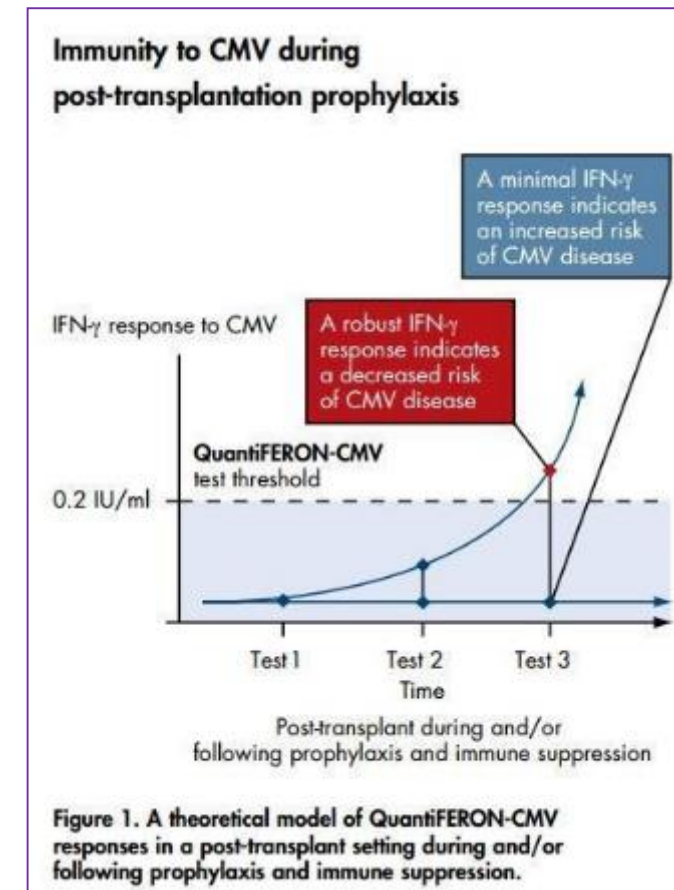 Immunity to CMV during
post-transplantation prophylaxis
A minimal IFN-γ
response indicates
an increased risk
of CMV disease
IFN-γ response to CMV
A robust IFN-γ
response indicates
a decreased risk
of CMV disease
QuantiFERON-CMV
test threshold
0.2 IU/ml
Test 1
Test 2
Test 3
Time
Post-transplant during and/or
following prophylaxis and immune suppression
Figure 1. A theoretical model of QuantiFERON-CMV
responses in a post-transplant setting during and/or
following prophylaxis and immune suppression.